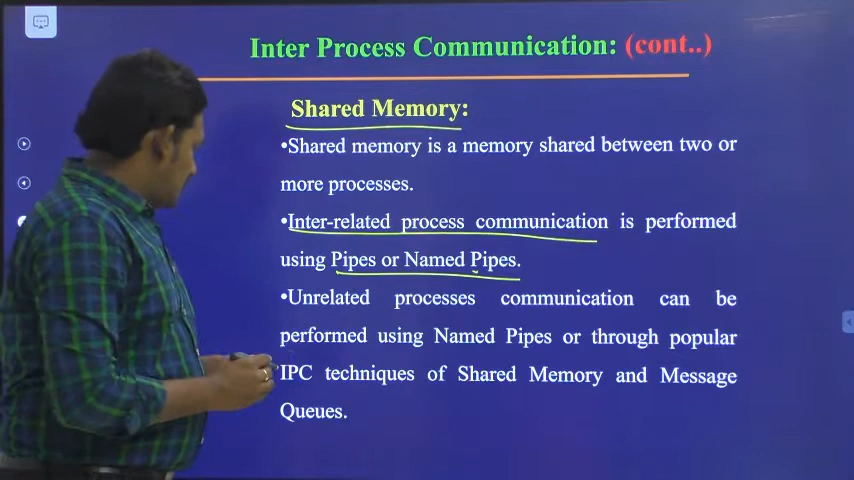 Inter Process Communication: (cont..)
Shared Memory:
•Shared memory is a memory shared between two or
more processes.
•Inter-related process communication is performed
using Pipes or Named Pipes.
•Unrelated processes communication can be
performed using Named Pipes or through popular
IPC techniques of Shared Memory and Message
Queues.